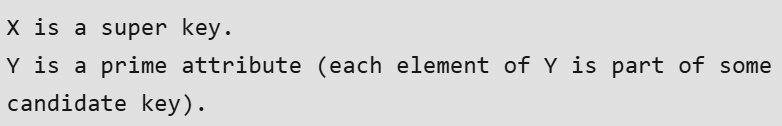 X is a super key.
Y is a prime attribute (each element of Y is part of some
candidate key).